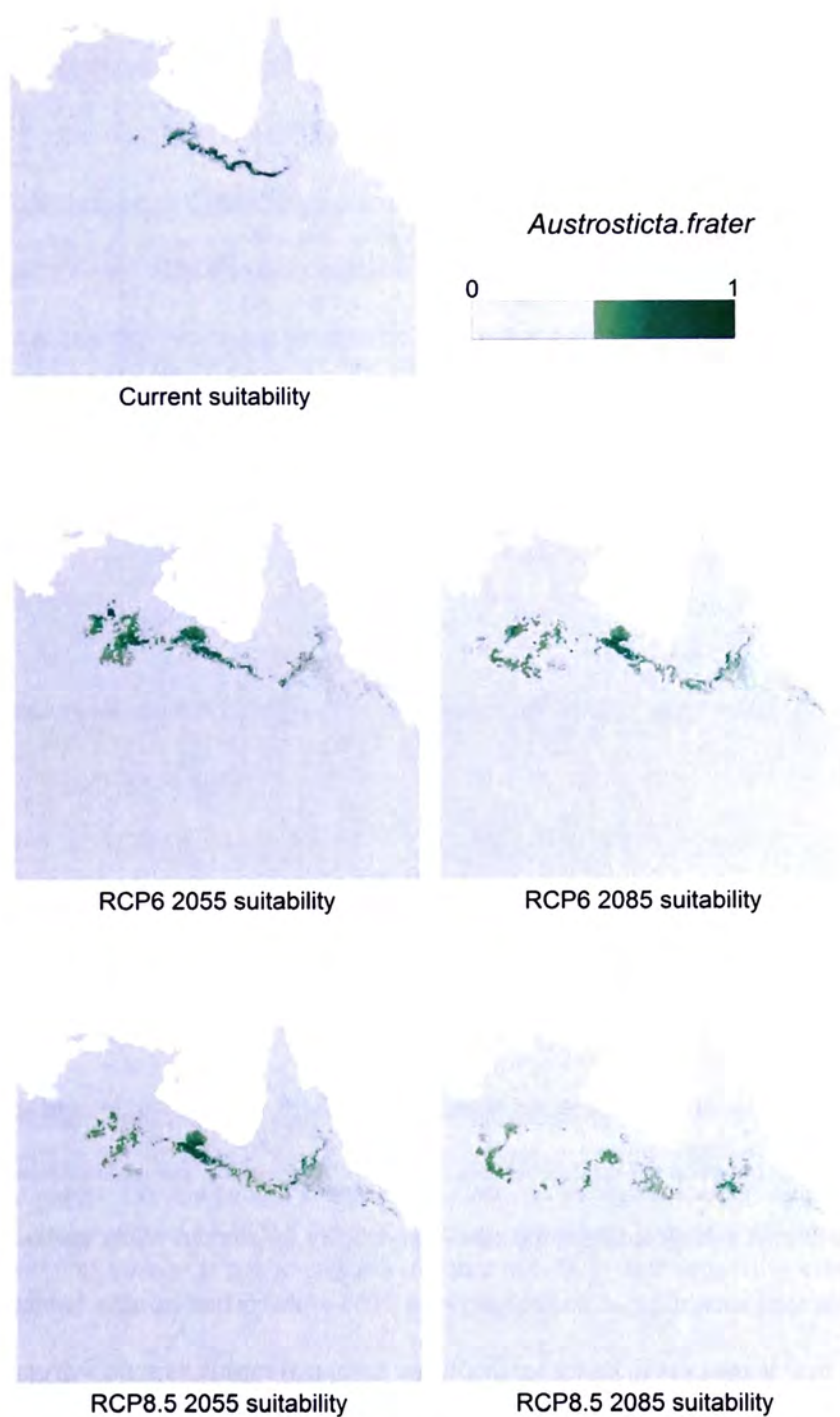 Austrosticta.frater
0 1
Current suitability
RCP6 2055 suitability
RCP6 2085 suitability
RCP8.5 2055 suitability
RCP8.5 2085 suitability